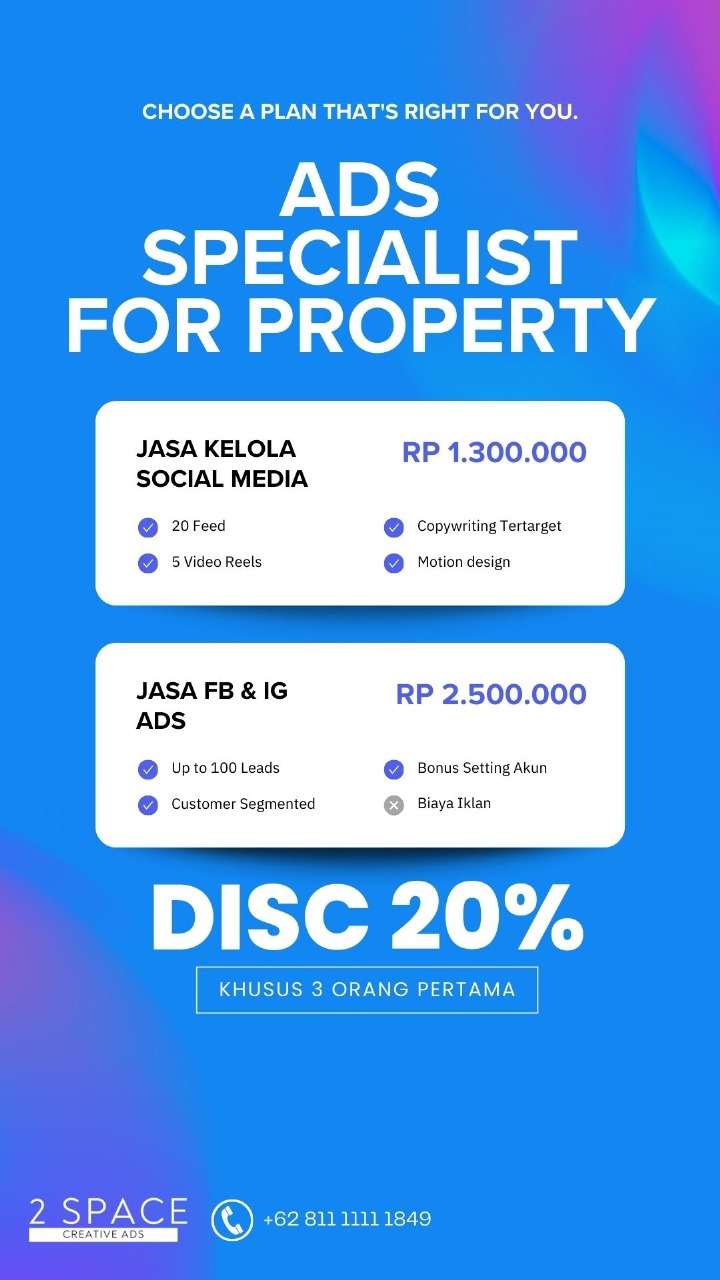 CHOOSE A PLAN THAT'S RIGHT FOR YOU.
ADS
SPECIALIST
FOR PROPERTY
JASA KELOLA
SOCIAL MEDIA
RP 1.300.000
20 Feed
Copywriting Tertarget
5 Video Reels
Motion design
JASA FB & IG
ADS
RP 2.500.000
Up to 100 Leads
Bonus Setting Akun
Customer Segmented
Biaya Iklan
DISC 20%
KHUSUS 3 ORANG PERTAMA
2 SPACE
CREATIVE ADS
+62 811 1111 1849